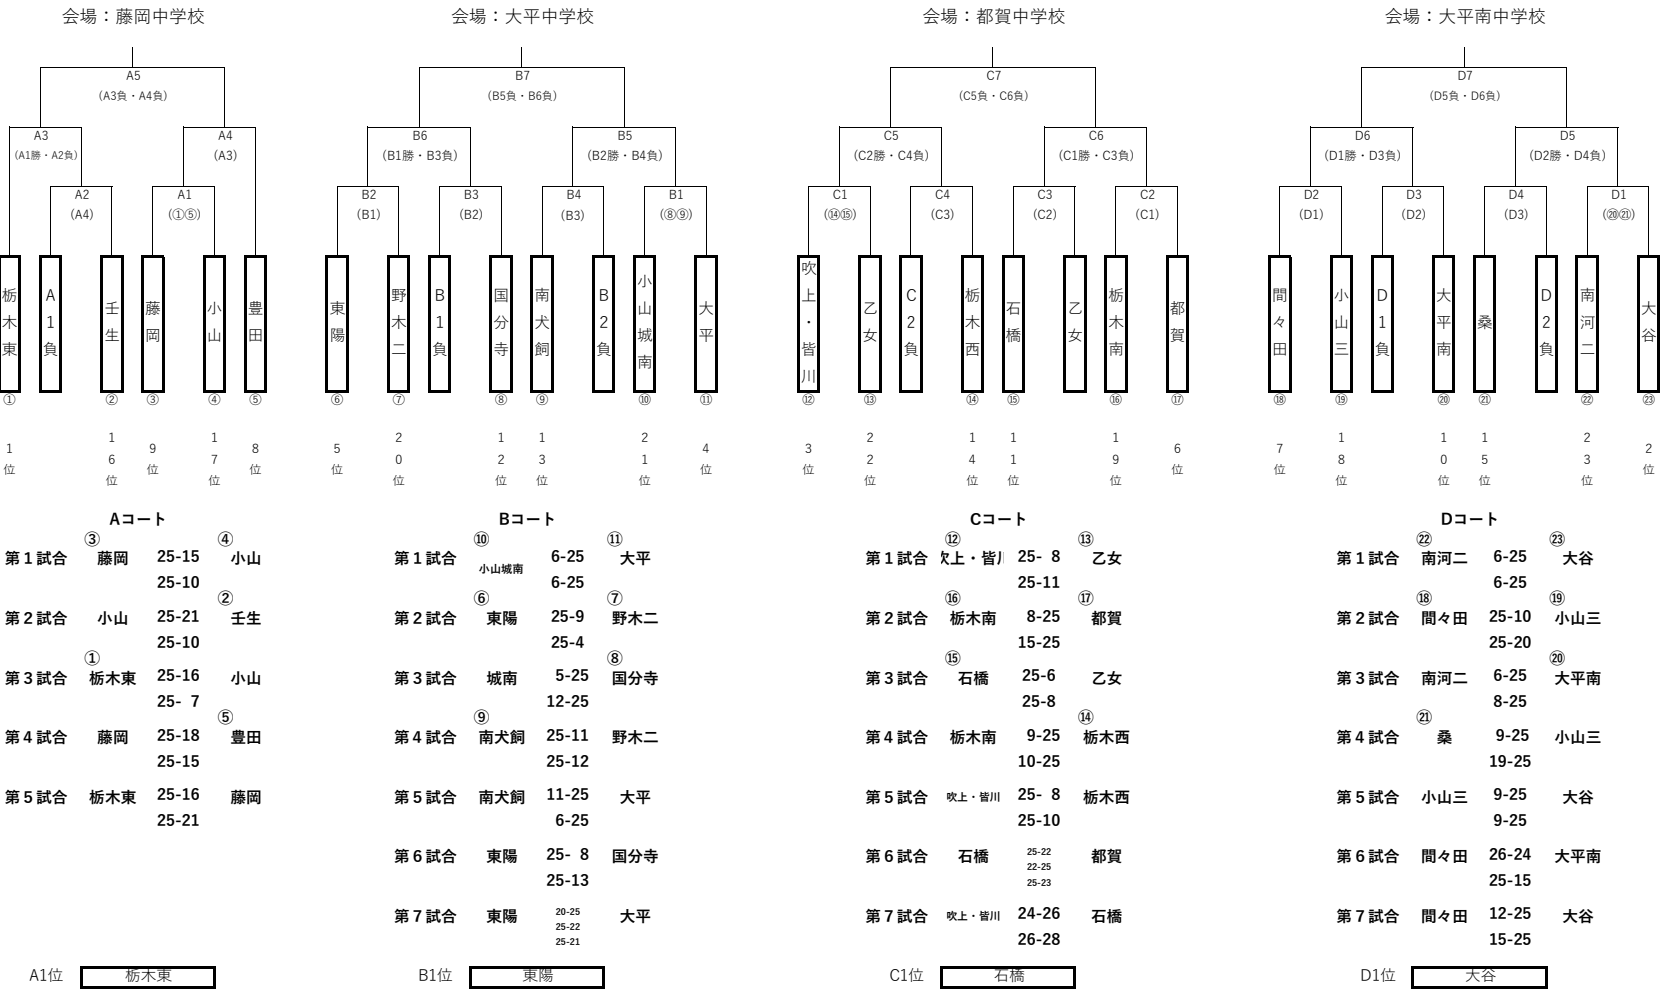 会場：藤岡中学校
会場：大平中学校
会場：都賀中学校
会場：大平南中学校
A5
(A3負・A4負)
B7
(B5負・B6負)
C7
(C5負・C6負)
D7
(D5負・D6負)
A3
(A1勝・A2負)
A4
(A3)
B6
(B1勝・B3負)
B5
(B2勝・B4負)
C5
(C2勝・C4負)
C6
(C1勝・C3負)
D6
(D1勝・D3負)
D5
(D2勝・D4負)
A2
(A4)
A1
(①⑤)
B2
(B1)
B3
(B2)
B4
(B3)
B1
(⑧⑨)
C1
(⑭⑮)
C4
(C3)
C3
(C2)
C2
(C1)
D2
(D1)
D3
(D2)
D4
(D3)
D1
(⑳㉑)
栃木東
A1負
壬生
藤岡
小山
豊田
東陽
野木二
B1負
国分寺
南犬飼
B2負
小山城南
大平
吹上・皆川
乙女
C2負
栃木西
石橋
乙女
栃木南
都賀
間々田
小山三
D1負
大平南
桑
D2負
南河二
大谷
① ② ③ ④ ⑤ ⑥ ⑦ ⑧ ⑨ ⑩ ⑪ ⑫ ⑬ ⑭ ⑮ ⑯ ⑰ ⑱ ⑲ ⑳ ㉑ ㉒ ㉓
1位
16位
9位
17位
8位
5位
20位
12位
13位
21位
4位
3位
22位
14位
11位
19位
6位
7位
18位
10位
15位
23位
2位
Aコート
③ ④
第1試合 藤岡 25-15 小山
25-10
②
第2試合 小山 25-21 壬生
25-10
①
第3試合 栃木東 25-16 小山
25- 7
⑤
第4試合 藤岡 25-18 豊田
25-15
第5試合 栃木東 25-16 藤岡
25-21
A1位 栃木東
Bコート
⑩ ⑪
第1試合 小山城南 6-25 大平
6-25
⑥ ⑦
第2試合 東陽 25-9 野木二
25-4
⑧
第3試合 城南 5-25 国分寺
12-25
⑨
第4試合 南犬飼 25-11 野木二
25-12
第5試合 南犬飼 11-25 大平
6-25
第6試合 東陽 25- 8 国分寺
25-13
第7試合 東陽 20-25 大平
25-22
25-21
B1位 東陽
Cコート
⑫ ⑬
第1試合 吹上・皆川 25- 8 乙女
25-11
⑯ ⑰
第2試合 栃木南 8-25 都賀
15-25
⑮
第3試合 石橋 25-6 乙女
25-8
⑭
第4試合 栃木南 9-25 栃木西
10-25
第5試合 吹上・皆川 25- 8 栃木西
25-10
第6試合 石橋 25-22 都賀
22-25
25-23
第7試合 吹上・皆川 24-26 石橋
26-28
C1位 石橋
Dコート
㉒ ㉓
第1試合 南河二 6-25 大谷
6-25
⑱ ⑲
第2試合 間々田 25-10 小山三
25-20
⑳
第3試合 南河二 6-25 大平南
8-25
㉑
第4試合 桑 9-25 小山三
19-25
第5試合 小山三 9-25 大谷
9-25
第6試合 間々田 26-24 大平南
25-15
第7試合 間々田 12-25 大谷
15-25
D1位 大谷